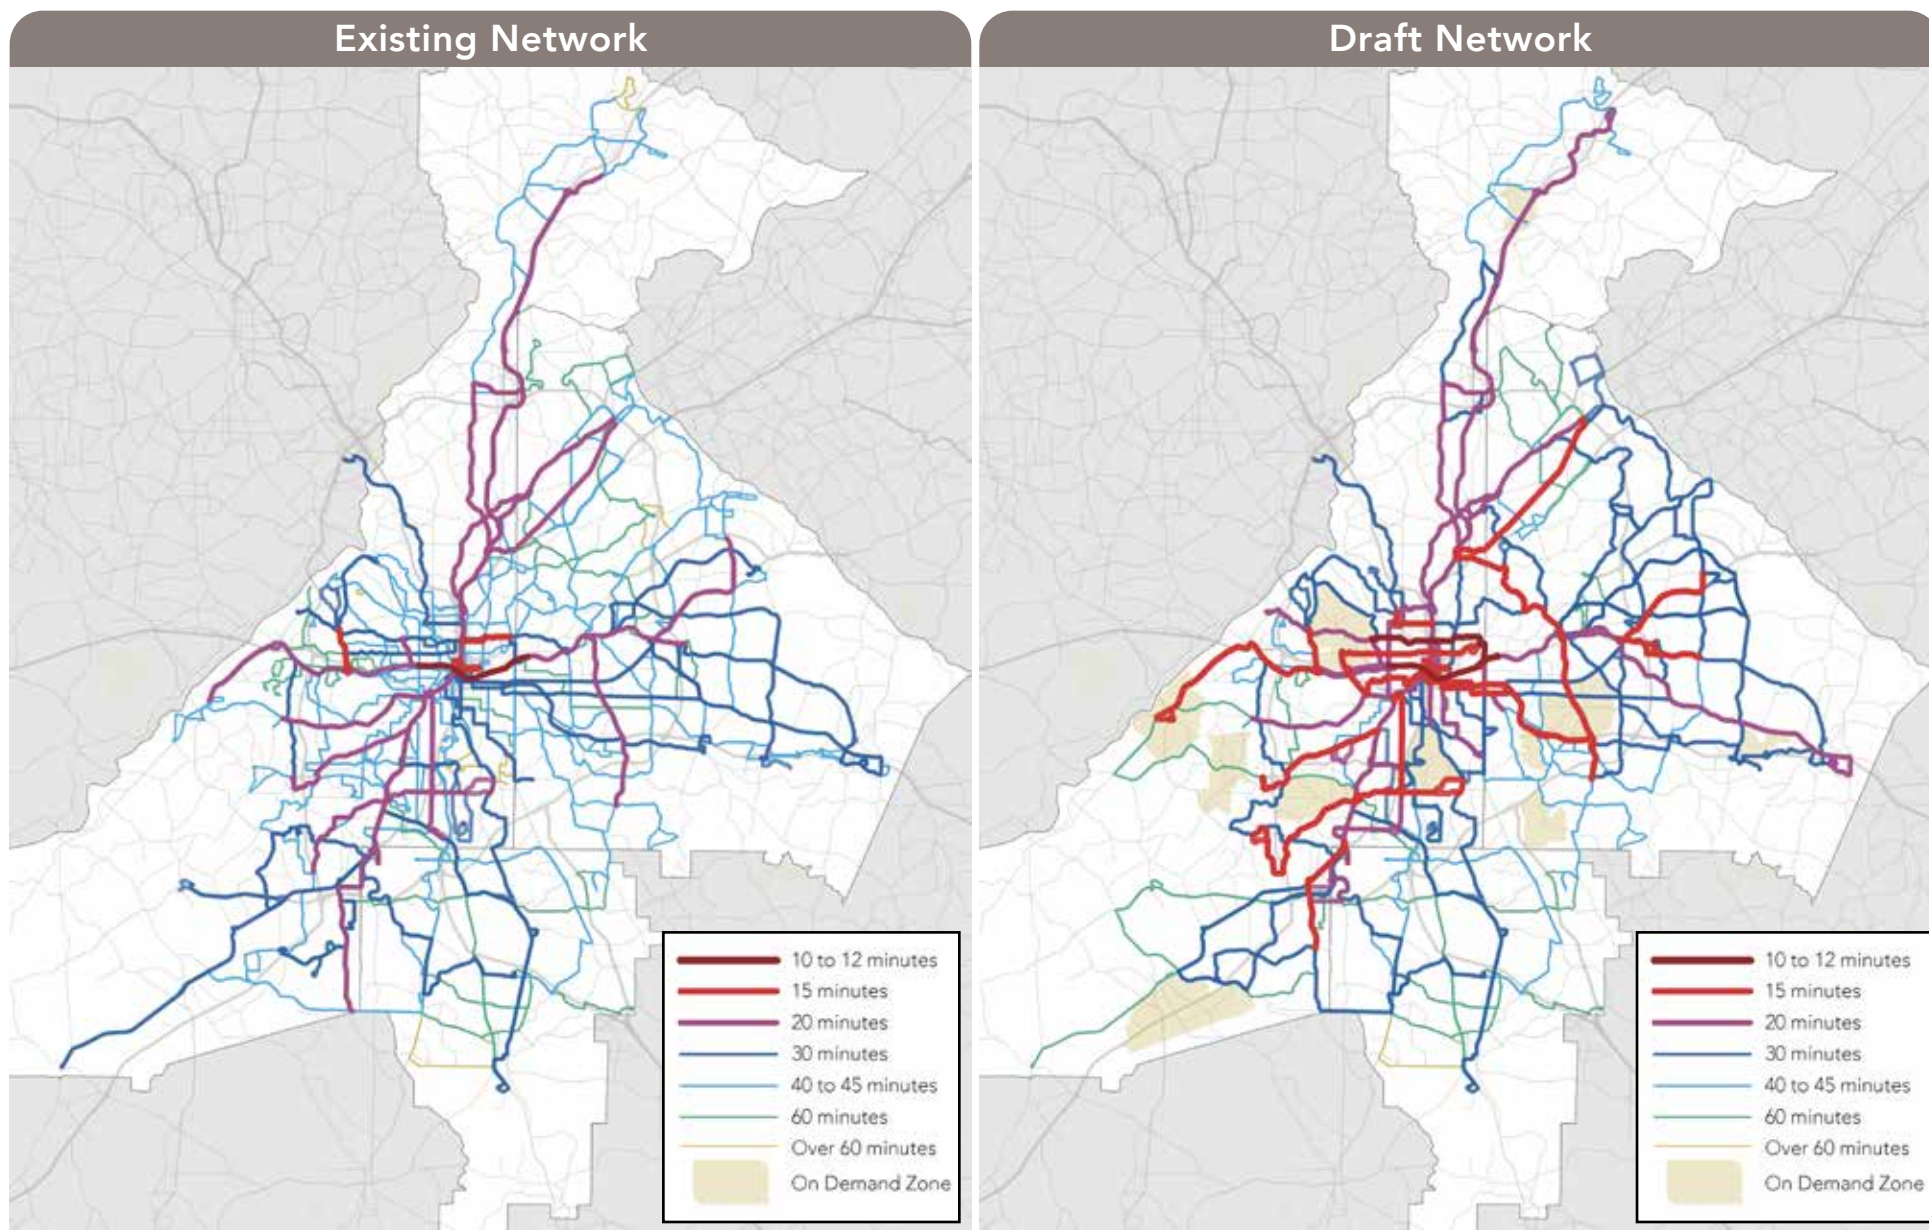 Existing Network
10 to 12 minutes
15 minutes
20 minutes
30 minutes
40 to 45 minutes
60 minutes
Over 60 minutes
On Demand Zone
Draft Network
10 to 12 minutes
15 minutes
20 minutes
30 minutes
40 to 45 minutes
60 minutes
Over 60 minutes
On Demand Zone